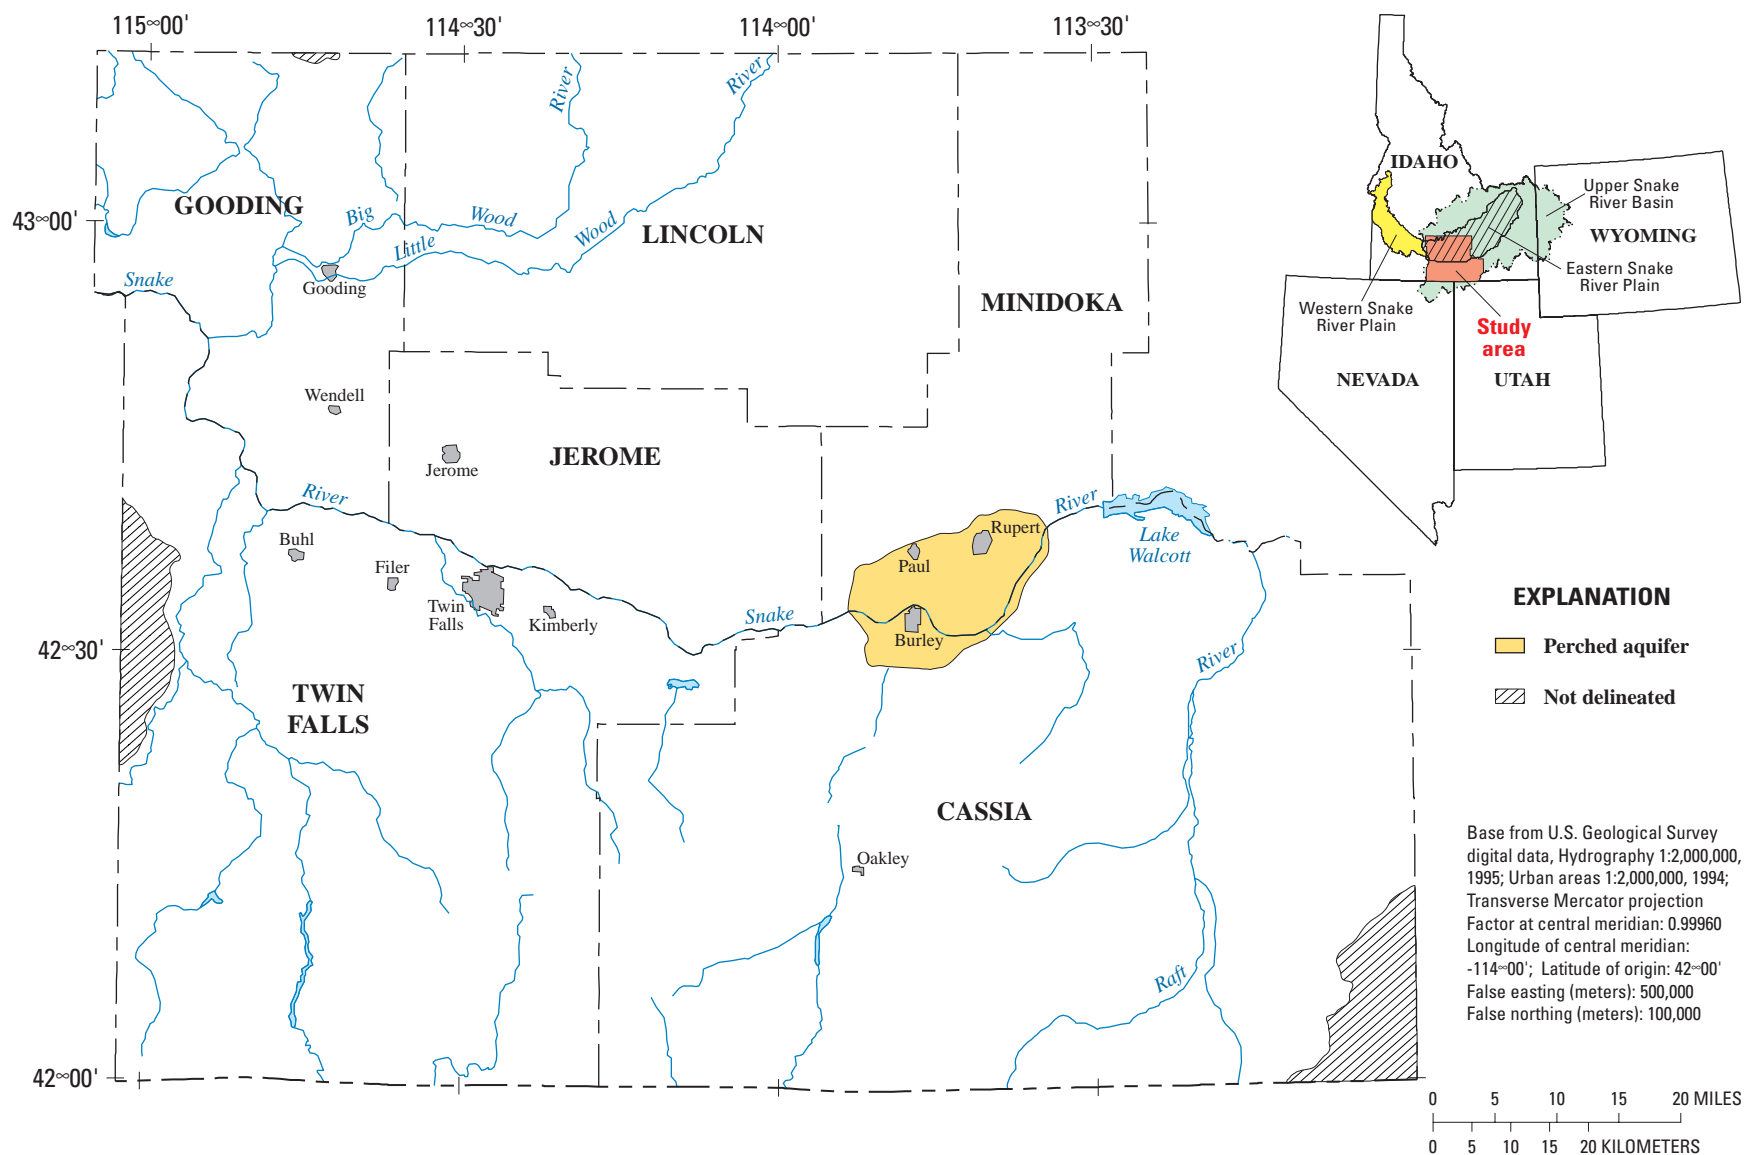 115∞00'
114∞30'
114∞00'
113∞30'
43∞00'
42∞30'
42∞00'
River
River
GOODING
Big
Wood
Little
Wood
LINCOLN
Gooding
Snake
MINIDOKA
Wendell
JEROME
Jerome
River
Buhl
Filer
Twin
Falls
Kimberly
Snake
Paul
Rupert
Burley
River
Lake
Walcott
River
TWIN
FALLS
CASSIA
Oakley
Raft
IDAHO
Upper Snake
River Basin
WYOMING
Eastern Snake
River Plain
Western Snake
River Plain
Study
area
NEVADA
UTAH
EXPLANATION
Perched aquifer
Not delineated
Base from U.S. Geological Survey
digital data, Hydrography 1:2,000,000,
1995; Urban areas 1:2,000,000, 1994;
Transverse Mercator projection
Factor at central meridian: 0.99960
Longitude of central meridian:
-114∞00'; Latitude of origin: 42∞00'
False easting (meters): 500,000
False northing (meters): 100,000
0 5 10 15 20 MILES
0 5 10 15 20 KILOMETERS